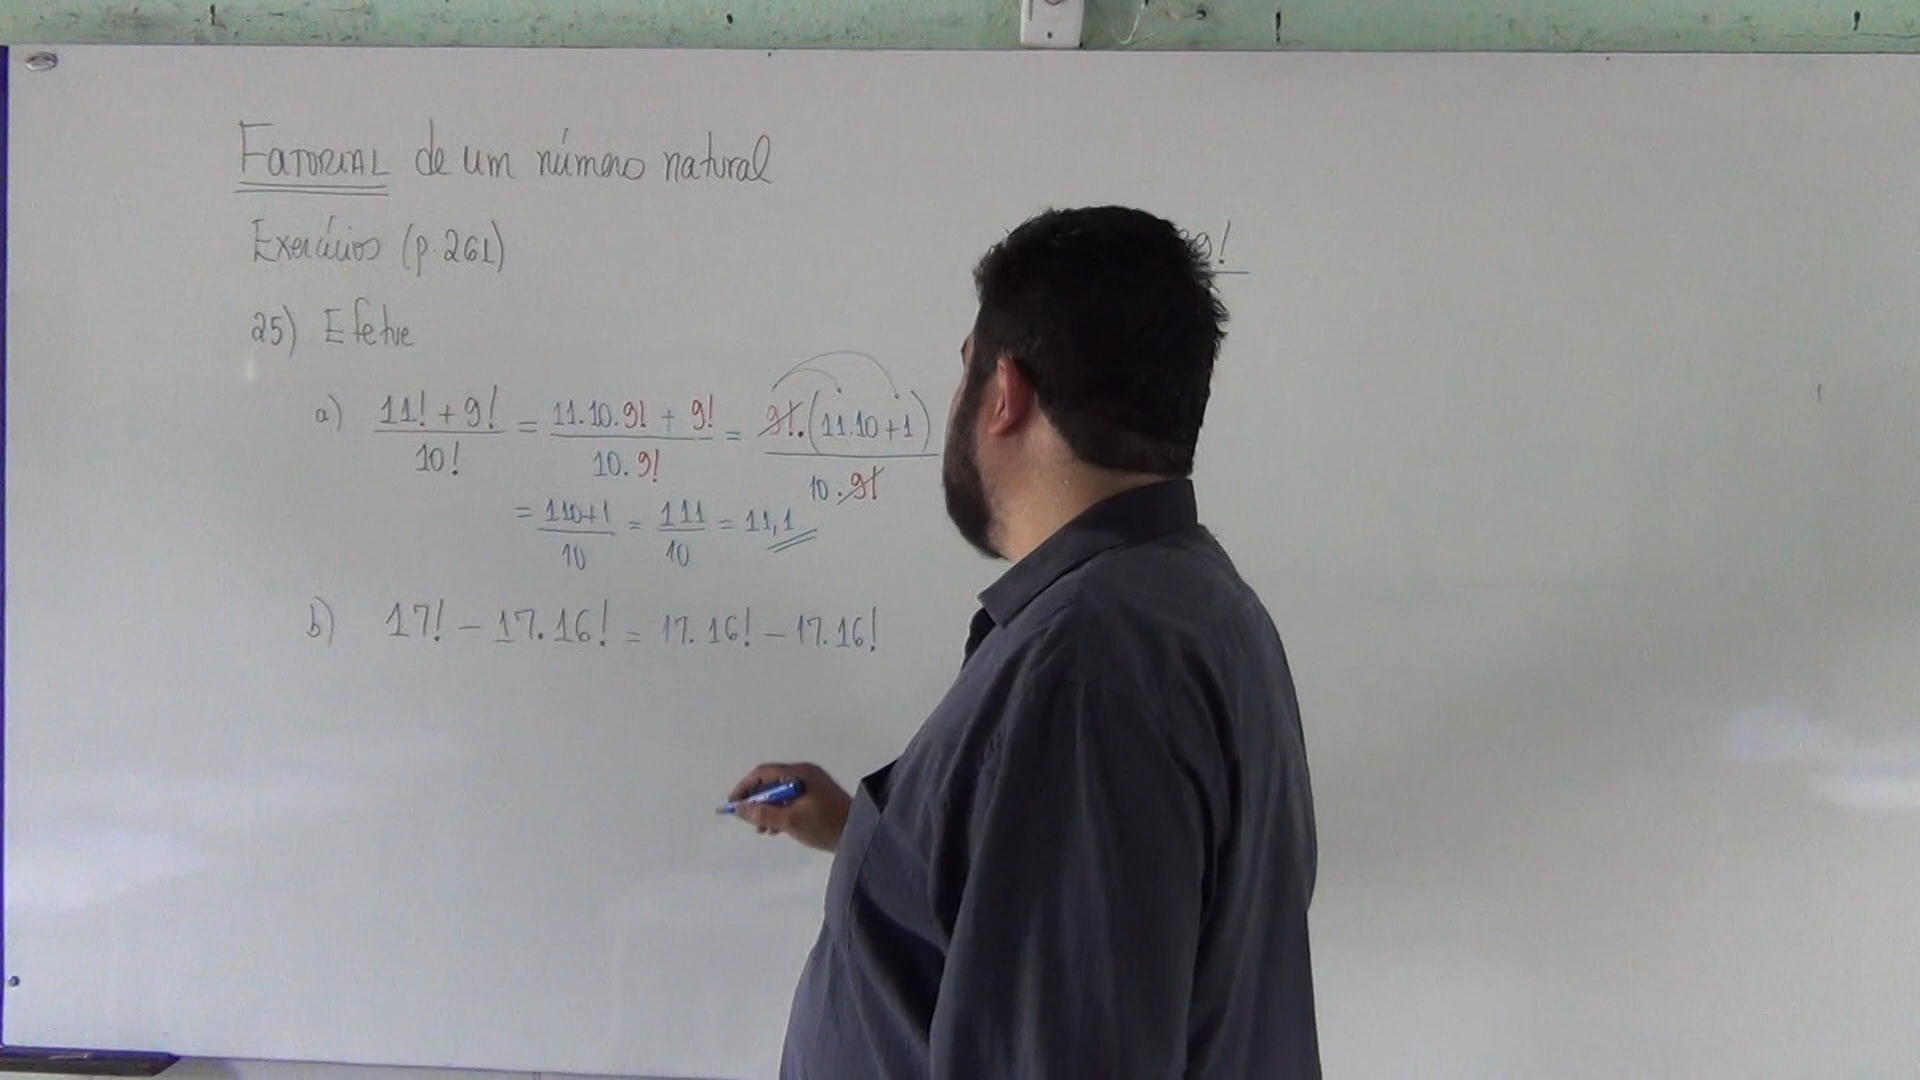 FATORIAL de um número natural
Exercícios (p. 261)
25) Efetue
a) 11! + 9! / 10! = 11.10.9! + 9! / 10.9! = 9!.(11.10+1) / 10.9!
= 110+1 / 10 = 111 / 10 = 11,1
b) 17! - 17.16! = 17.16! - 17.16!
9!